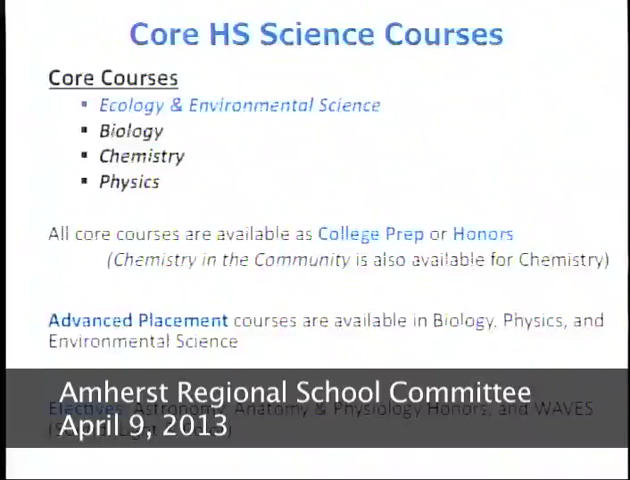 Core HS Science Courses
Core Courses
▪ Ecology & Environmental Science
▪ Biology
▪ Chemistry
▪ Physics
All core courses are available as College Prep or Honors
(Chemistry in the Community is also available for Chemistry)
Advanced Placement courses are available in Biology, Physics, and
Environmental Science
Amherst Regional School Committee
Electives: Astronomy, Anatomy & Physiology Honors, and WAVES
April 9, 2013